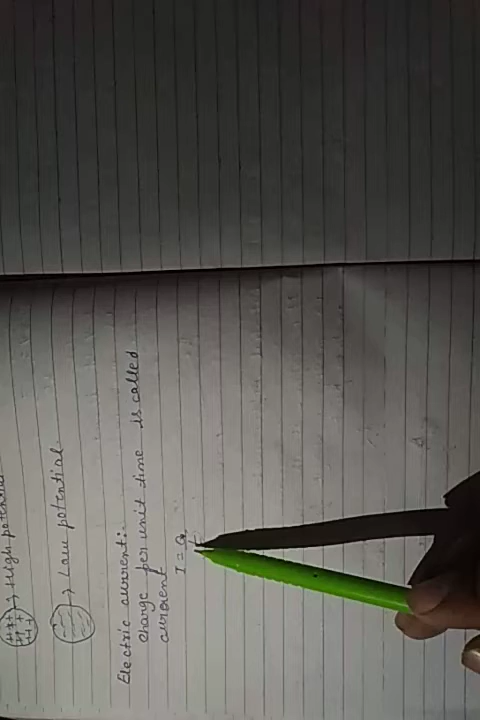 +++ ++ ++ → High potential
--- → Low potential
Electric current:-
charge per unit time is called
current
I = Q
t